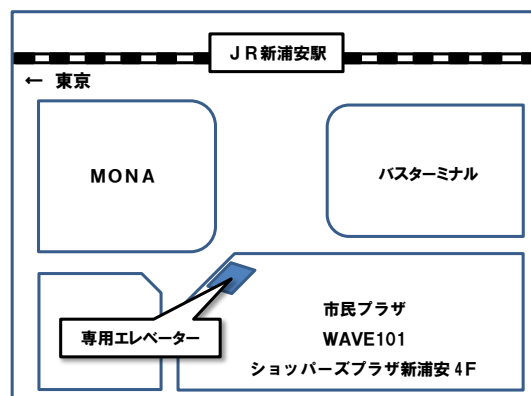 JR新浦安駅
← 東京
MONA
バスターミナル
専用エレベーター
市民プラザ
WAVE101
ショッパーズプラザ新浦安4F